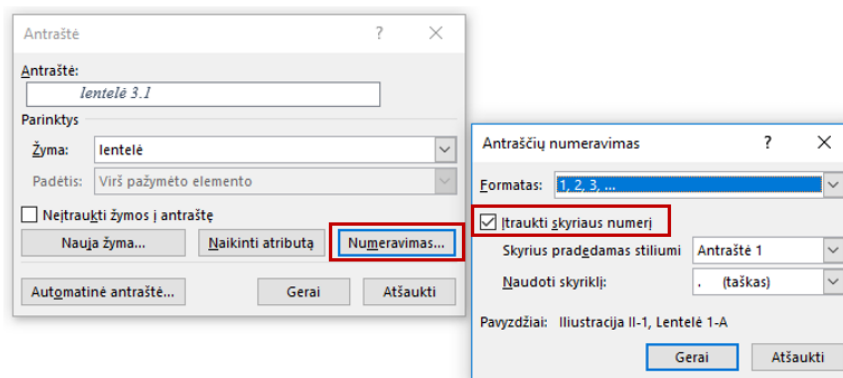 Antraštė ? ×
Antraštė:
lentelė 3.1
Parinktys
Žyma: lentelė
Padėtis: Virš pažymėto elemento
Neįtraukti žymos į antraštę
Nauja žyma... Naikinti atributą Numeravimas...
Automatinė antraštė... Gerai Atšaukti
Antraščių numeravimas ? ×
Formatas: 1, 2, 3, ...
Įtraukti skyriaus numerį
Skyrius pradedamas stiliumi Antraštė 1
Naudoti skyriklį: . (taškas)
Pavyzdžiai: Iliustracija II-1, Lentelė 1-A
Gerai Atšaukti